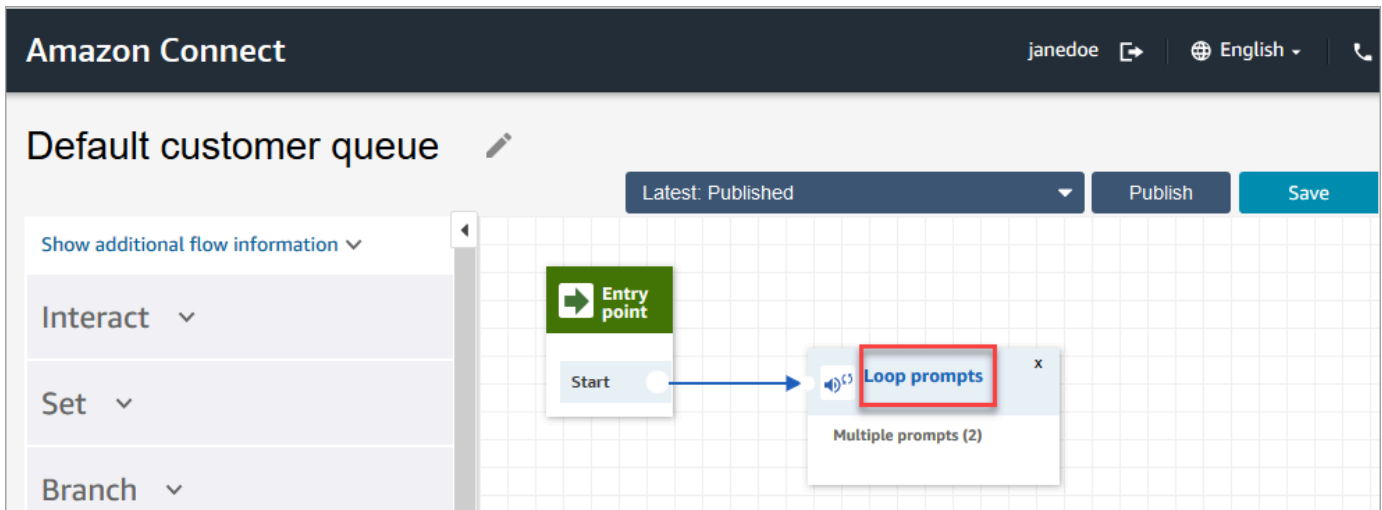 Amazon Connect
janedoe
English
Default customer queue
Latest: Published
Publish
Save
Show additional flow information
Interact
Set
Branch
Entry
point
Start
Loop prompts
x
Multiple prompts (2)